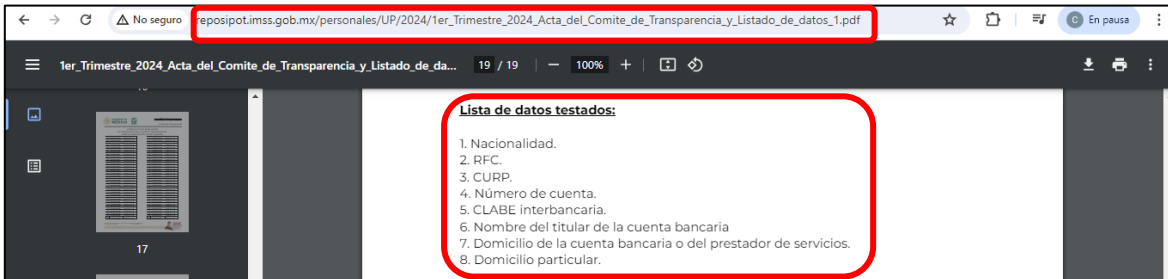 No seguro reposipot.imss.gob.mx/personales/UP/2024/1er_Trimestre_2024_Acta_del_Comite_de_Transparencia_y_Listado_de_datos_1.pdf C En pausa
1er_Trimestre_2024_Acta_del_Comite_de_Transparencia_y_Listado_de_da... 19 / 19 | — 100% +
Lista de datos testados:
1. Nacionalidad.
2. RFC.
3. CURP.
4. Número de cuenta.
5. CLABE interbancaria.
6. Nombre del titular de la cuenta bancaria
7. Domicilio de la cuenta bancaria o del prestador de servicios.
8. Domicilio particular.
17